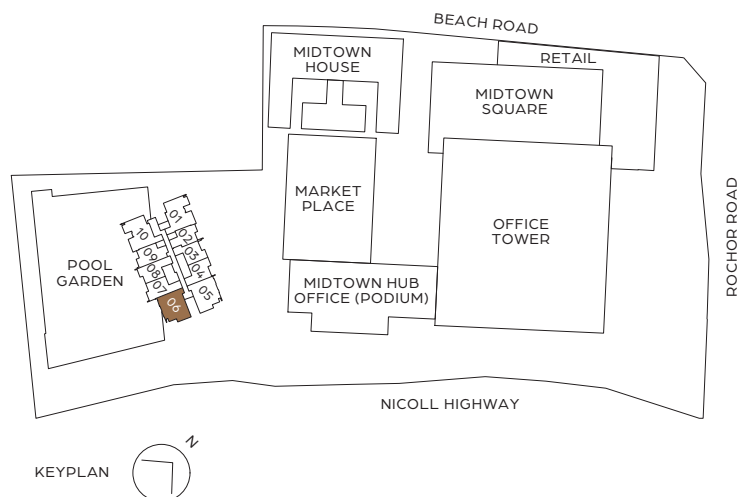 BEACH ROAD
MIDTOWN
HOUSE
RETAIL
MIDTOWN
SQUARE
MARKET
PLACE
OFFICE
TOWER
ROCHOR ROAD
01
10
02
09
03
08
04
07
05
06
POOL
GARDEN
MIDTOWN HUB
OFFICE (PODIUM)
NICOLL HIGHWAY
N
KEYPLAN